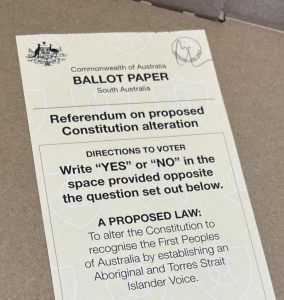 Commonwealth of Australia
BALLOT PAPER
South Australia
Referendum on proposed
Constitution alteration
DIRECTIONS TO VOTER
Write “YES” or “NO” in the
space provided opposite
the question set out below.
A PROPOSED LAW:
To alter the Constitution to
recognise the First Peoples
of Australia by establishing an
Aboriginal and Torres Strait
Islander Voice.